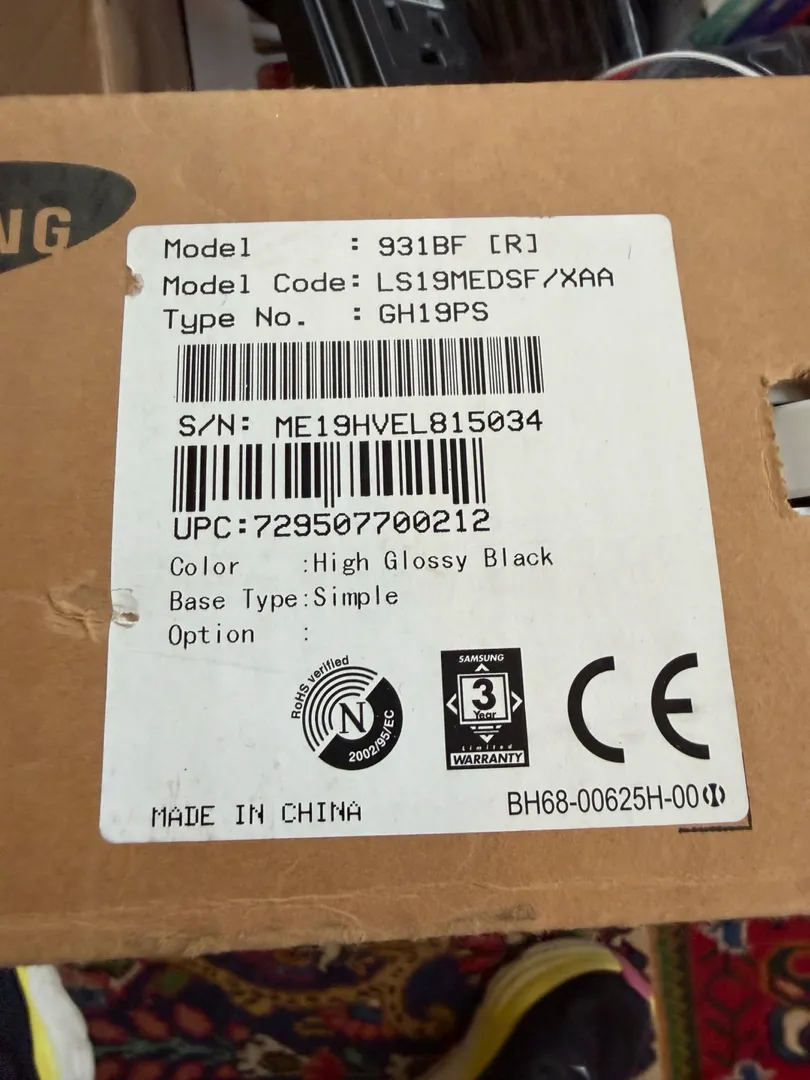 NG
Model : 931BF [R]
Model Code: LS19MEDSF/XAA
Type No. : GH19PS
S/N: ME19HVEL815034
UPC:729507700212
Color :High Glossy Black
Base Type:Simple
Option :
RoHS verified
N
2002/95/EC
SAMSUNG
3
Year
Limited
WARRANTY
CE
MADE IN CHINA
BH68-00625H-00